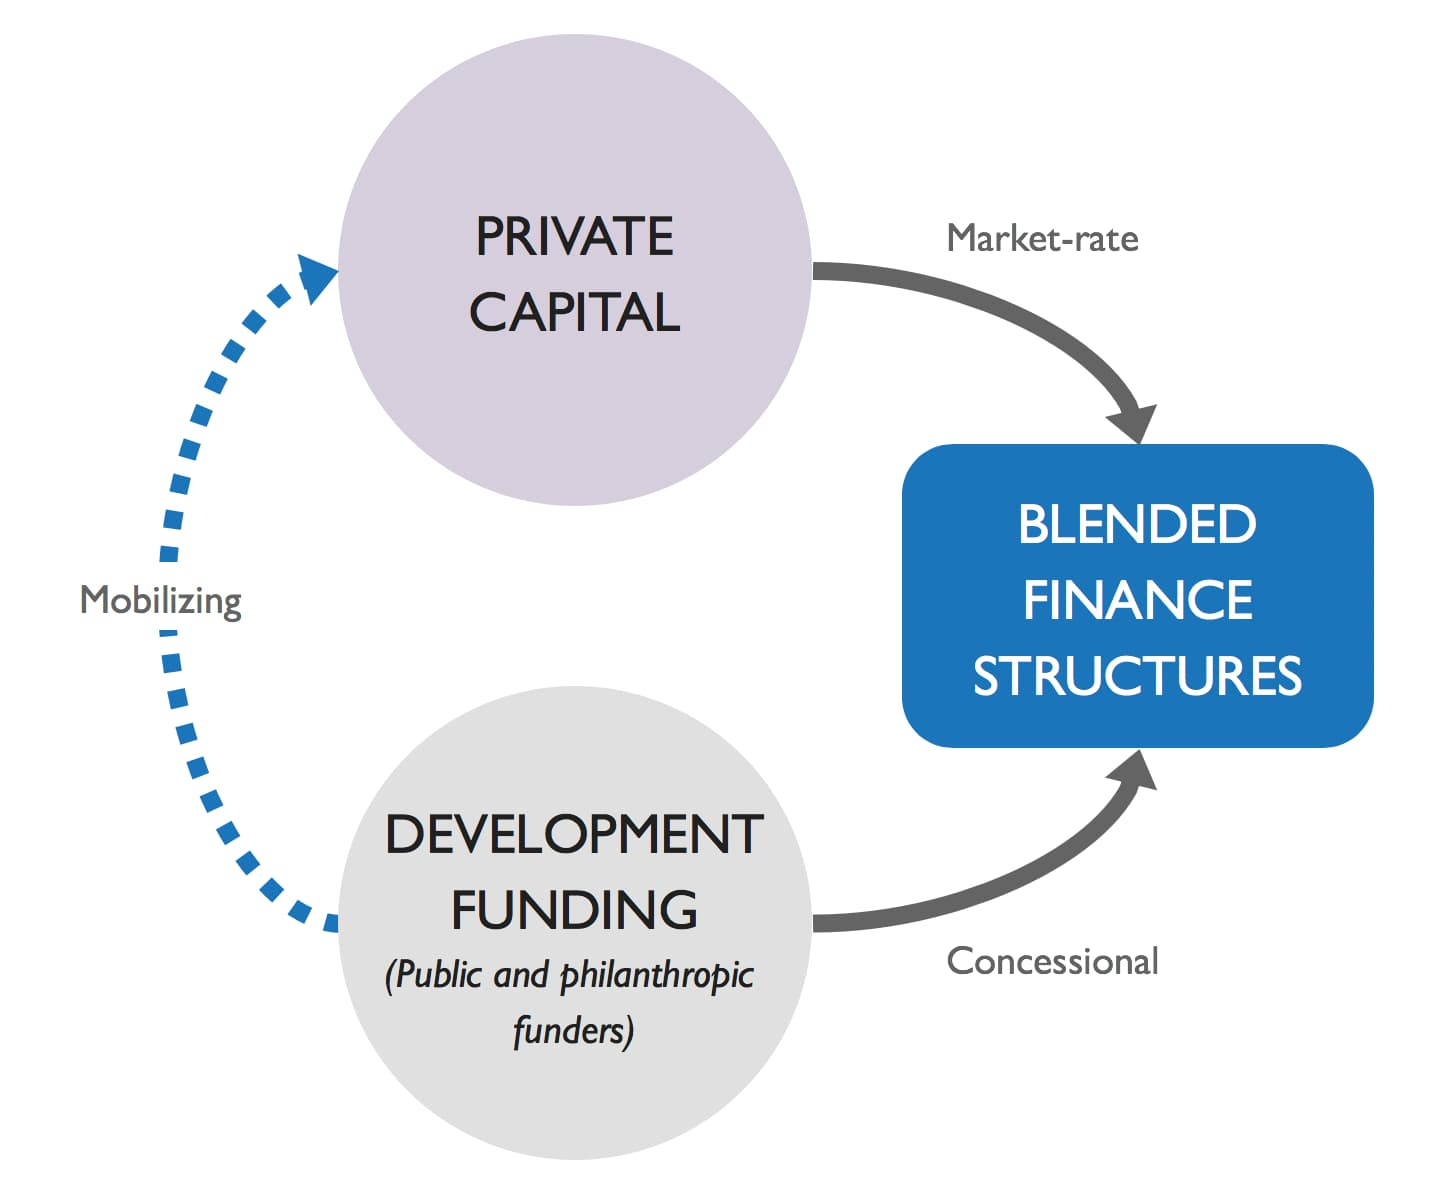 PRIVATE
CAPITAL
Market-rate
BLENDED
FINANCE
STRUCTURES
Mobilizing
DEVELOPMENT
FUNDING
(Public and philanthropic
funders)
Concessional